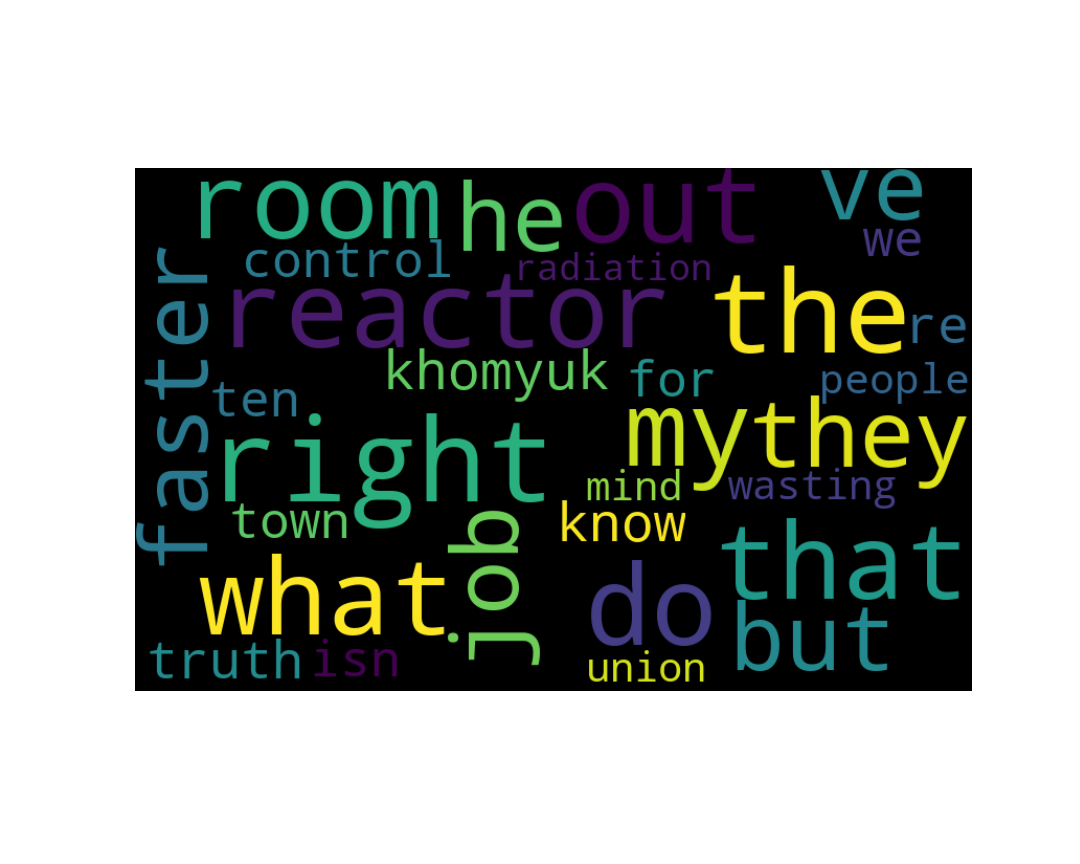 room he out ve
we
control radiation
faster reactor the re
khomyuk for people
ten right my they
mind wasting
town job know
what do that
but
truth isn union